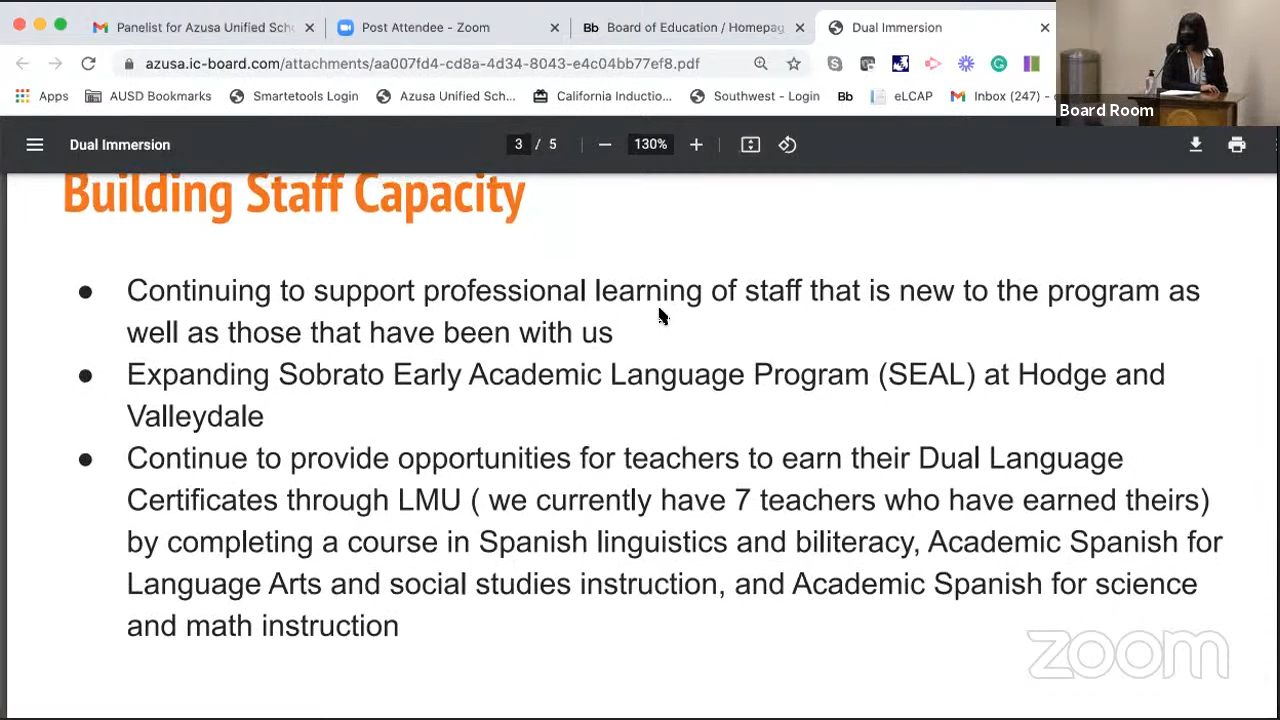 Panelist for Azusa Unified Sch
Post Attendee - Zoom
Bb Board of Education / Homepag
Dual Immersion
azusa.ic-board.com/attachments/aa007fd4-cd8a-4d34-8043-e4c04bb77ef8.pdf
Apps
AUSD Bookmarks
Smartetools Login
Azusa Unified Sch...
California Inductio...
Southwest - Login
Bb
eLCAP
Inbox (247) -
Board Room
Dual Immersion
3 / 5
130%
Building Staff Capacity
● Continuing to support professional learning of staff that is new to the program as
well as those that have been with us
● Expanding Sobrato Early Academic Language Program (SEAL) at Hodge and
Valleydale
● Continue to provide opportunities for teachers to earn their Dual Language
Certificates through LMU ( we currently have 7 teachers who have earned theirs)
by completing a course in Spanish linguistics and biliteracy, Academic Spanish for
Language Arts and social studies instruction, and Academic Spanish for science
and math instruction
zoom